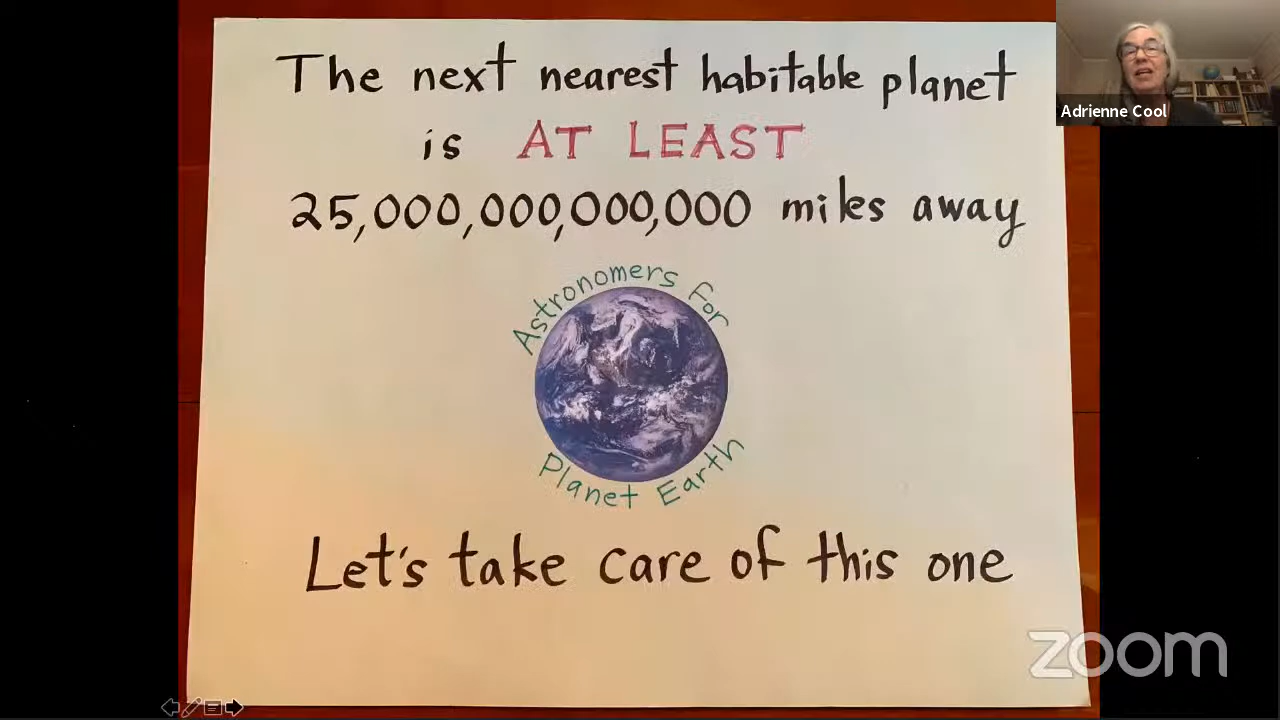 The next nearest habitable planet
is AT LEAST
25,000,000,000,000 miles away
Astronomers for
Planet Earth
Let's take care of this one
Adrienne Cool
zoom